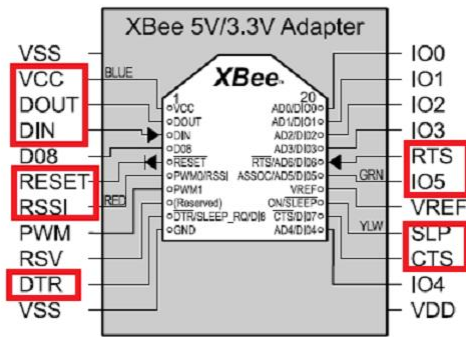 XBee 5V/3.3V Adapter
VSS
VCC
DOUT
DIN
D08
RESET
RSSI
PWM
RSV
DTR
VSS
BLUE
RED
XBee
1
20
VCC
DOUT
DIN
DO8
RESET
PWM0/RSSI
PWM1
(Reserved)
DTR/SLEEP_RQ/DI8
GND
AD0/DIO0
AD1/DIO1
AD2/DIO2
AD3/DIO3
RTS/AD6/DIO6
ASSOC/AD5/DIO5
VREF
ON/SLEEP
CTS/DIO7
AD4/DIO4
GRN
YLW
IO0
IO1
IO2
IO3
RTS
IO5
VREF
SLP
CTS
IO4
VDD